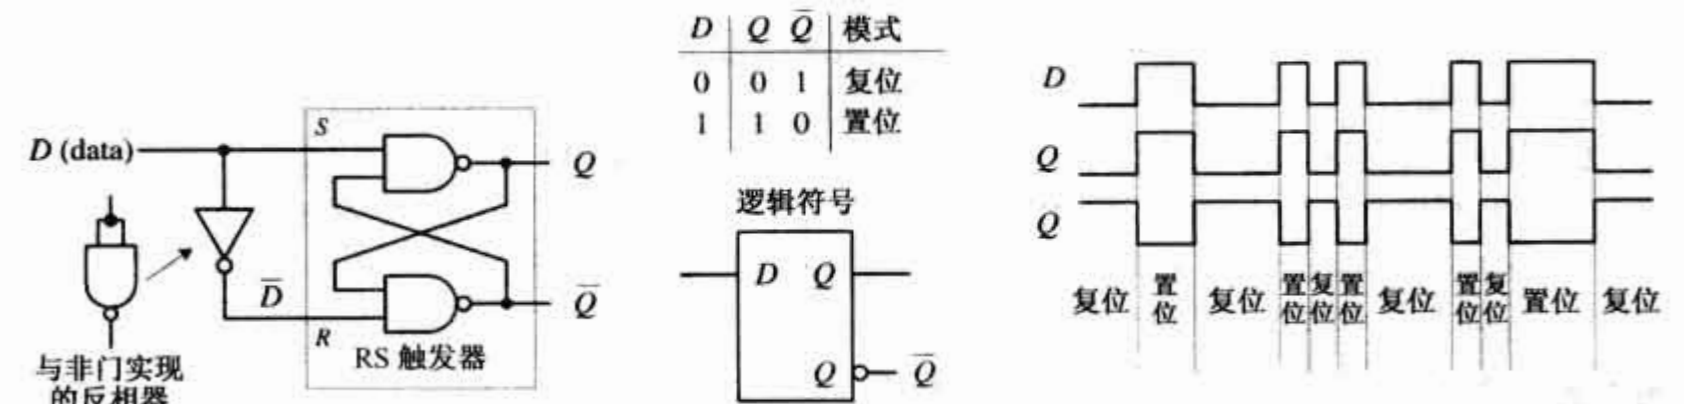 D (data)
S
Q
D̅
R
Q̅
RS 触发器
与非门实现
的反相器
D Q Q̅ 模式
0 0 1 复位
1 1 0 置位
逻辑符号
D Q
Q Q̅
D
Q
Q̅
复位 置位 复位 置位 复位 置位 复位 置位 复位 置位 复位